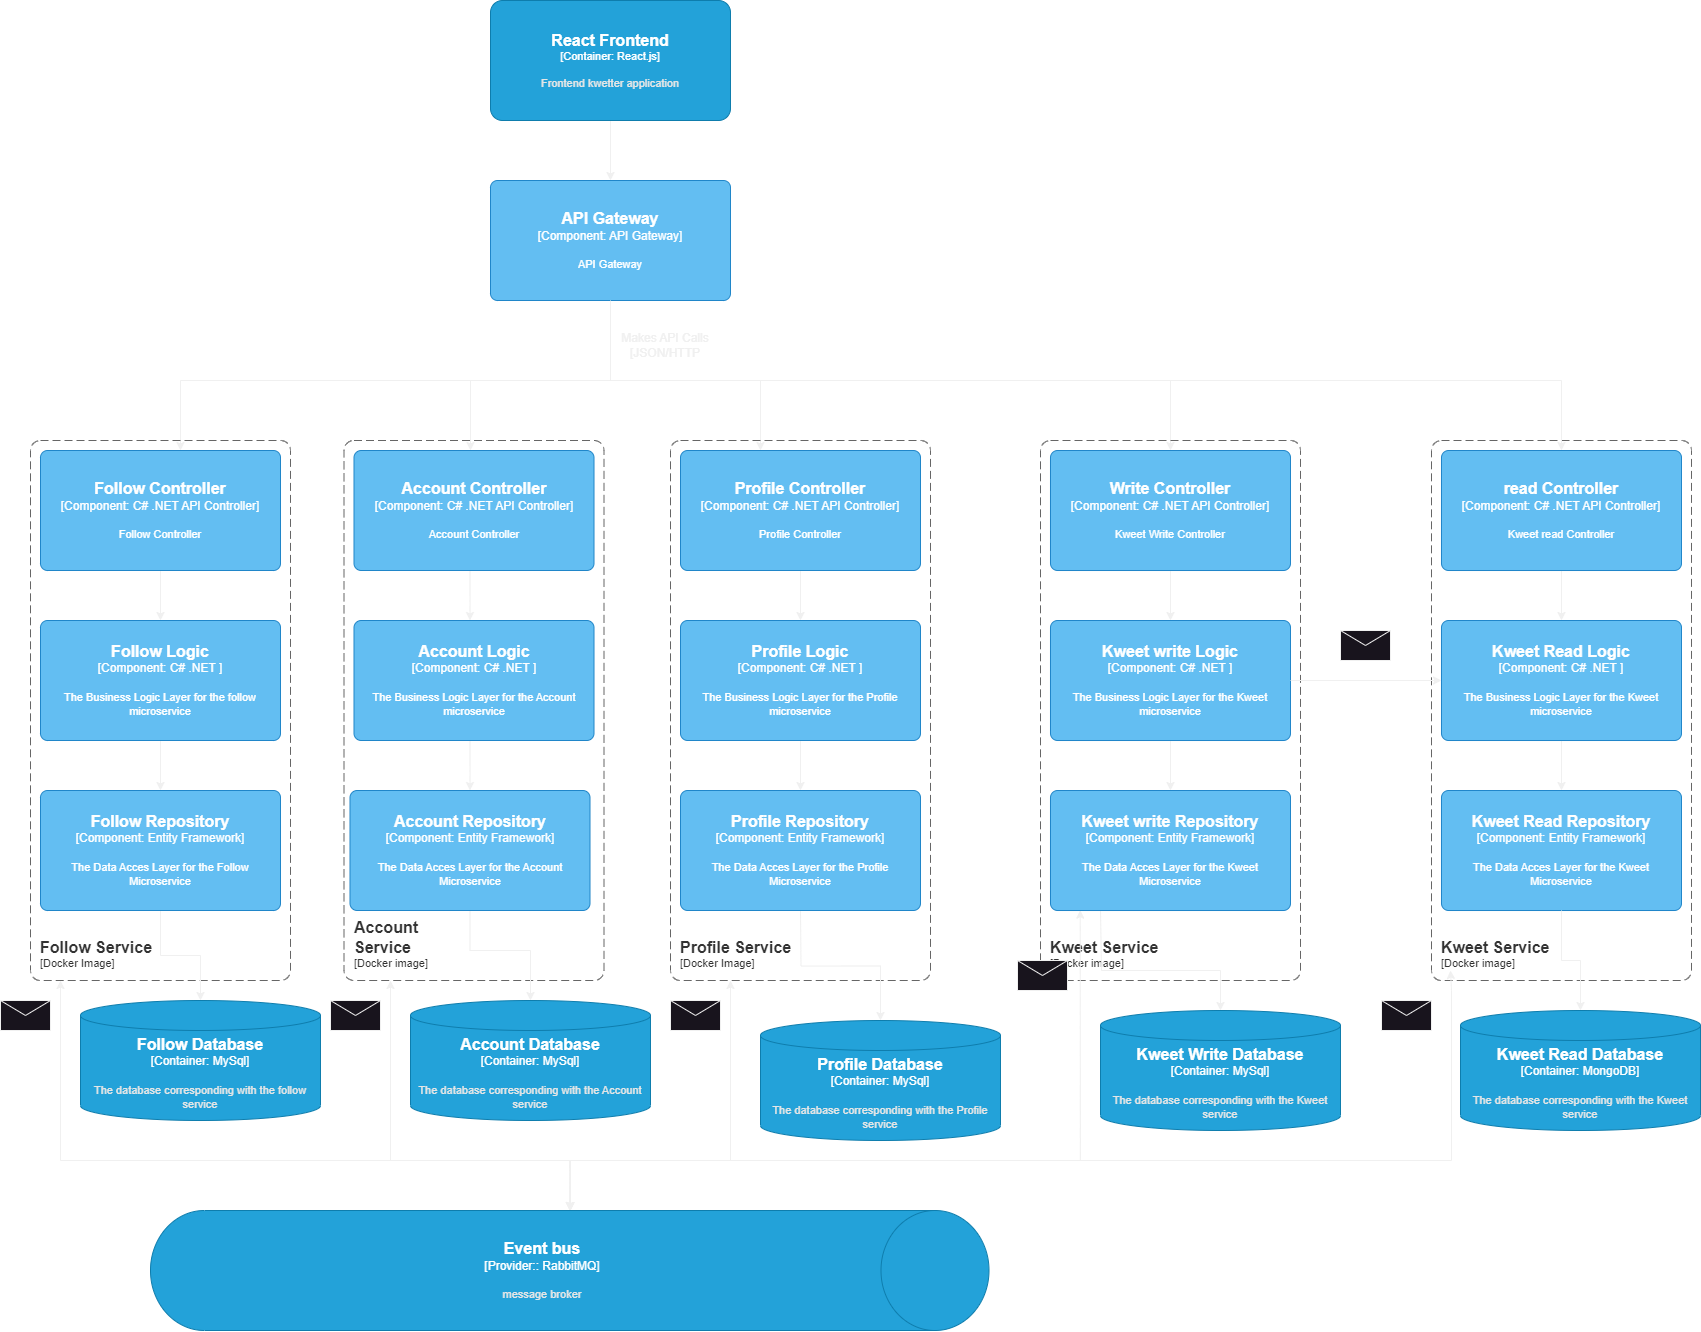 React Frontend
[Container: React.js]
Frontend kwetter application
API Gateway
[Component: API Gateway]
API Gateway
Makes API Calls
[JSON/HTTP
Follow Controller
[Component: C# .NET API Controller]
Follow Controller
Account Controller
[Component: C# .NET API Controller]
Account Controller
Profile Controller
[Component: C# .NET API Controller]
Profile Controller
Write Controller
[Component: C# .NET API Controller]
Kweet Write Controller
read Controller
[Component: C# .NET API Controller]
Kweet read Controller
Follow Logic
[Component: C# .NET ]
The Business Logic Layer for the follow
microservice
Account Logic
[Component: C# .NET ]
The Business Logic Layer for the Account
microservice
Profile Logic
[Component: C# .NET ]
The Business Logic Layer for the Profile
microservice
Kweet write Logic
[Component: C# .NET ]
The Business Logic Layer for the Kweet
microservice
Kweet Read Logic
[Component: C# .NET ]
The Business Logic Layer for the Kweet
microservice
Follow Repository
[Component: Entity Framework]
The Data Acces Layer for the Follow
Microservice
Account Repository
[Component: Entity Framework]
The Data Acces Layer for the Account
Microservice
Profile Repository
[Component: Entity Framework]
The Data Acces Layer for the Profile
Microservice
Kweet write Repository
[Component: Entity Framework]
The Data Acces Layer for the Kweet
Microservice
Kweet Read Repository
[Component: Entity Framework]
The Data Acces Layer for the Kweet
Microservice
Follow Service
[Docker Image]
Account
Service
[Docker image]
Profile Service
[Docker Image]
Kweet Service
[Docker image]
Kweet Service
[Docker image]
Follow Database
[Container: MySql]
The database corresponding with the follow
service
Account Database
[Container: MySql]
The database corresponding with the Account
service
Profile Database
[Container: MySql]
The database corresponding with the Profile
service
Kweet Write Database
[Container: MySql]
The database corresponding with the Kweet
service
Kweet Read Database
[Container: MongoDB]
The database corresponding with the Kweet
service
Event bus
[Provider:: RabbitMQ]
message broker